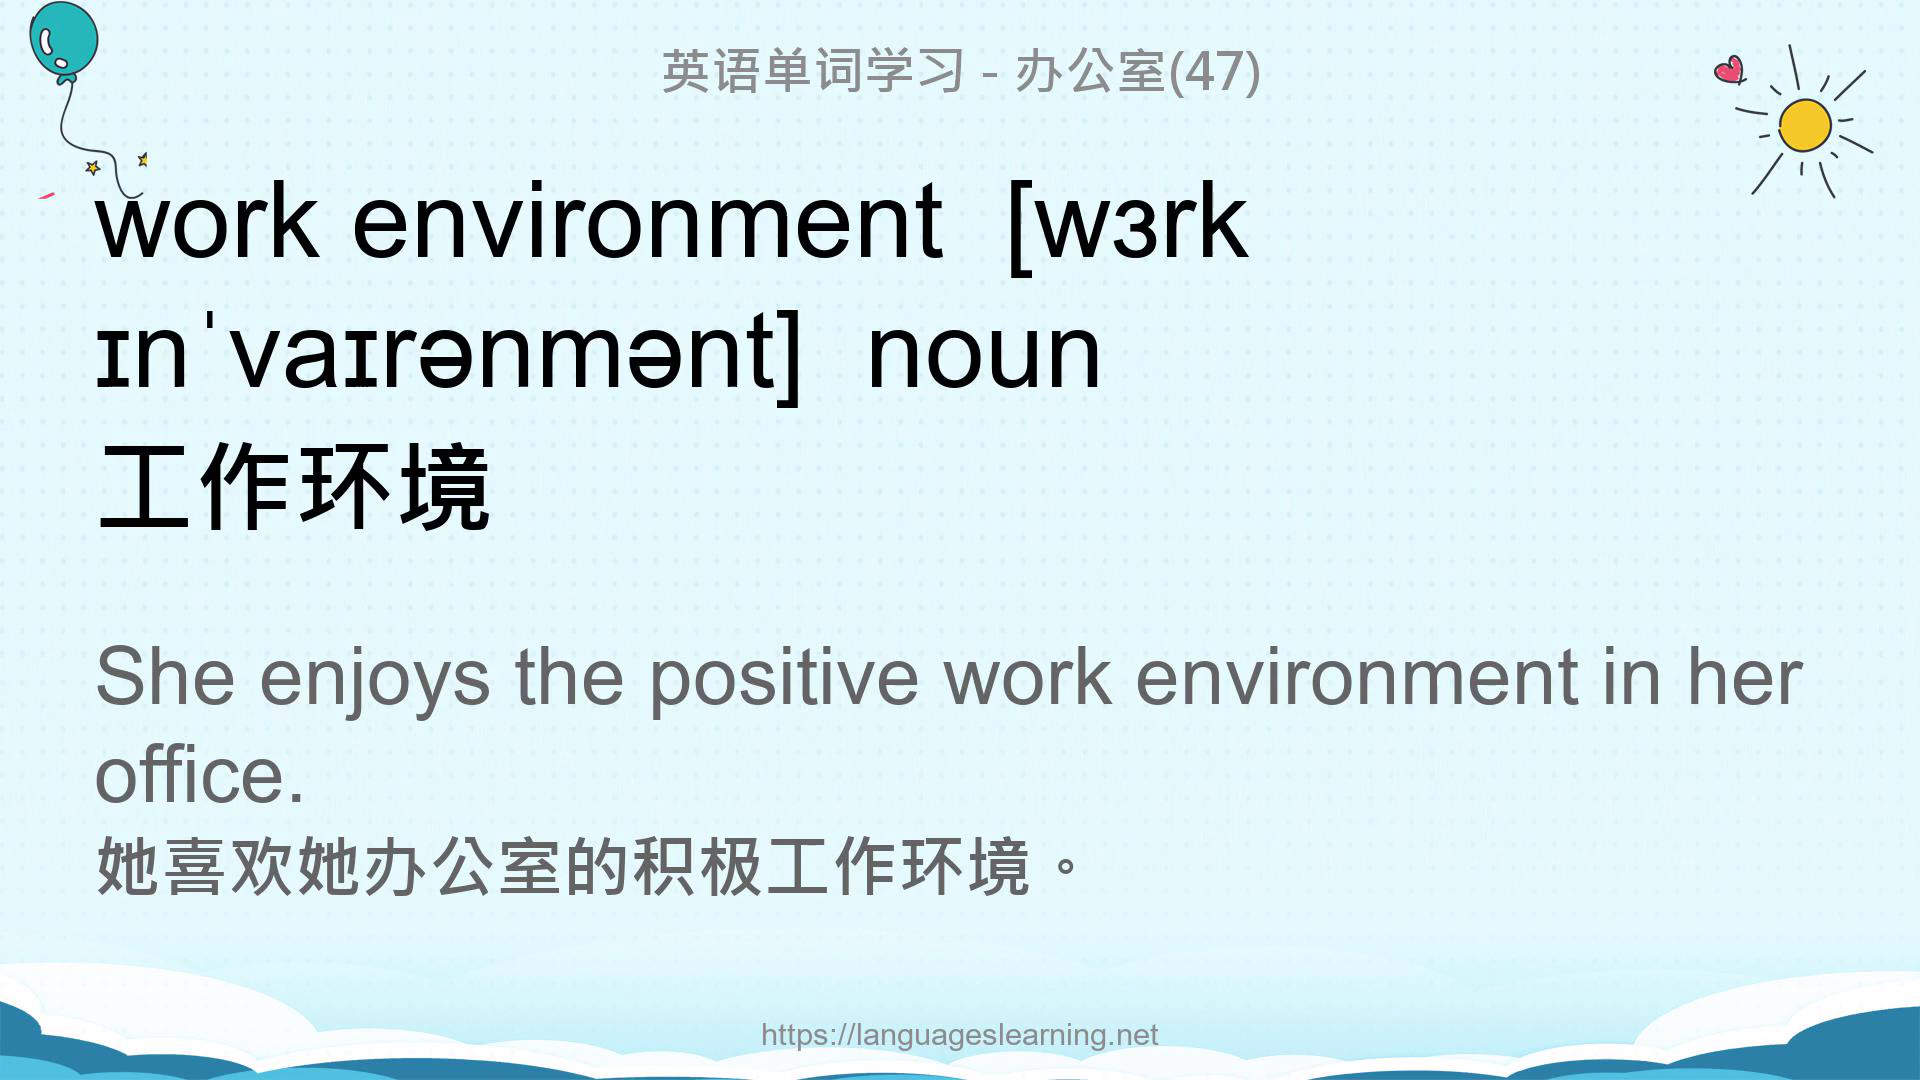 英语单词学习 - 办公室(47)
work environment  [wɜrk
ɪnˈvaɪrənmənt]  noun
工作环境
She enjoys the positive work environment in her
office.
她喜欢她办公室的积极工作环境。
https://languageslearning.net